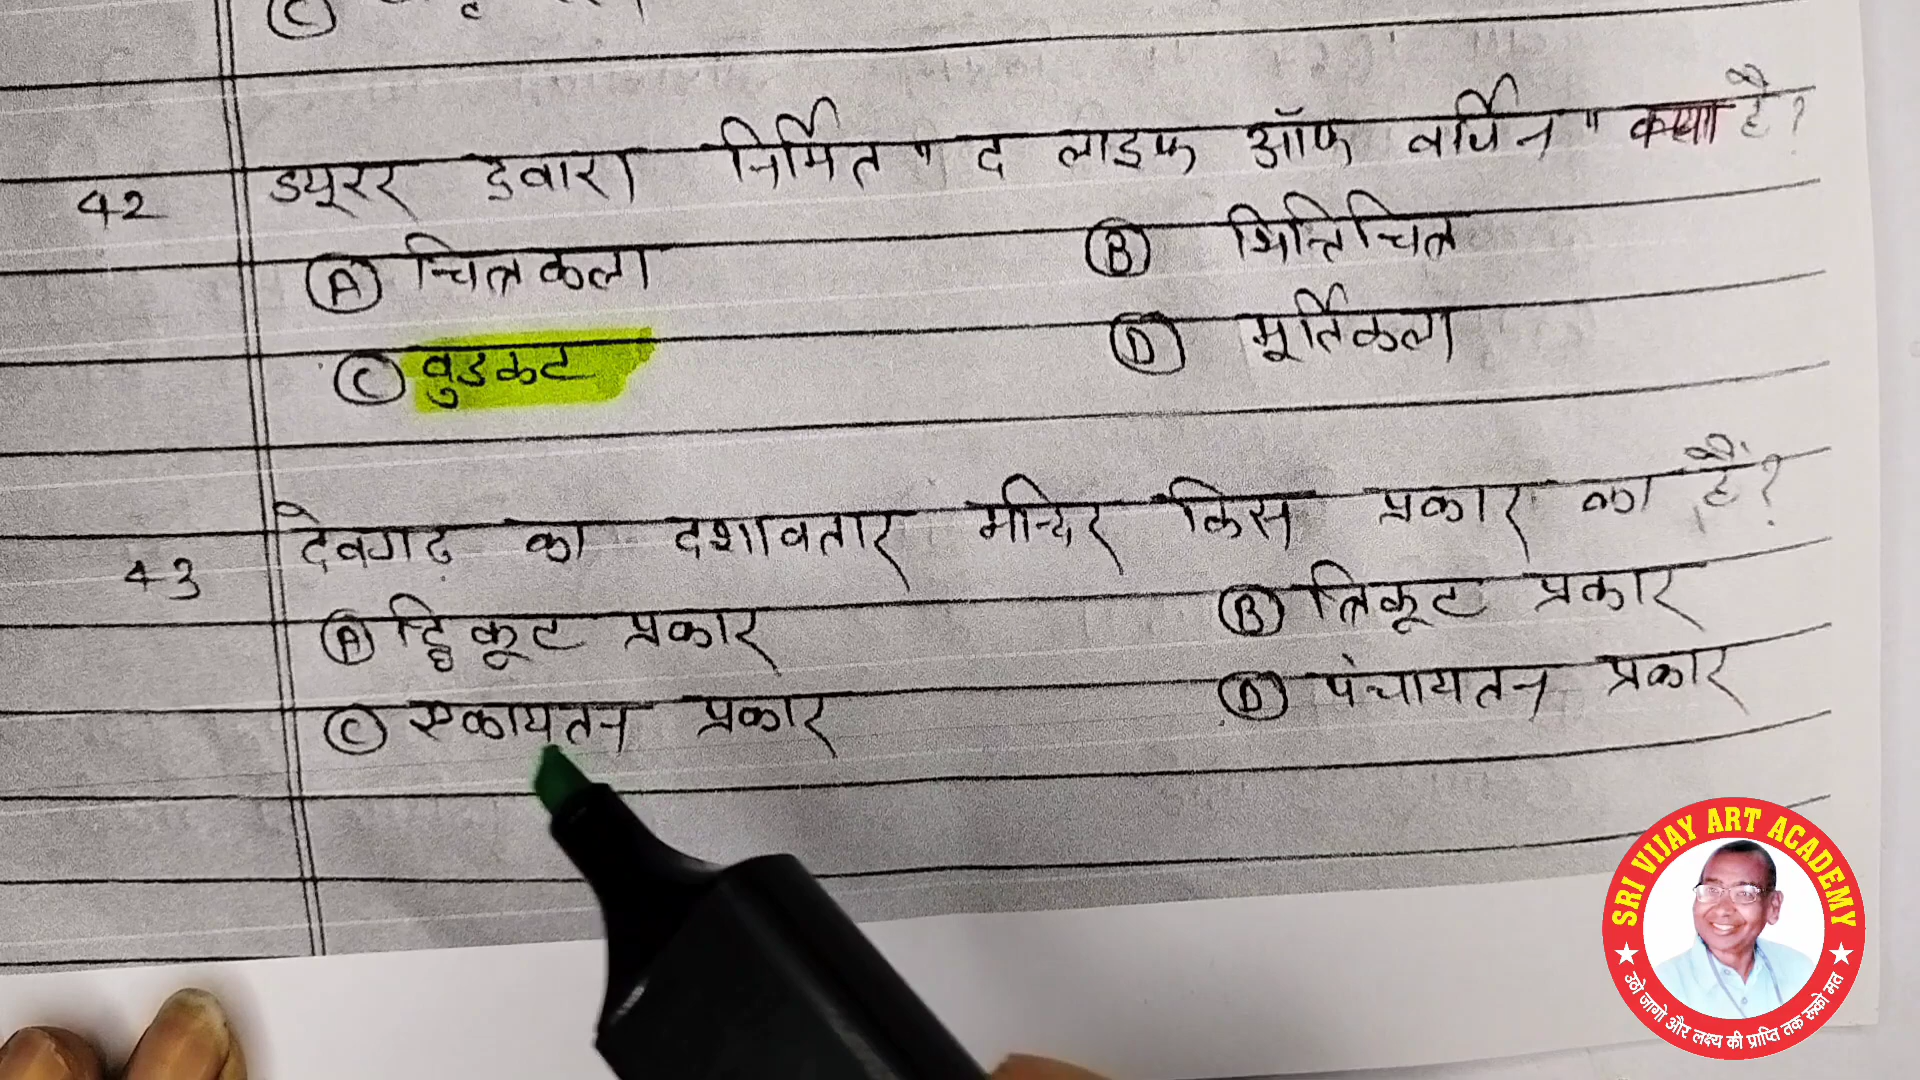 C
42 ड्यूरर द्वारा निर्मित "द लाइफ ऑफ वर्जिन" क्या है?
A चित्रकला B भित्तिचित्र
C वुडकट D मूर्तिकला
43 देवगढ़ का दशावतार मन्दिर किस प्रकार का है?
A द्विकूट प्रकार B त्रिकूट प्रकार
C एकायतन प्रकार D पंचायतन प्रकार
SRI VIJAY ART ACADEMY
उठो जागो और लक्ष्य की प्राप्ति तक रूको मत